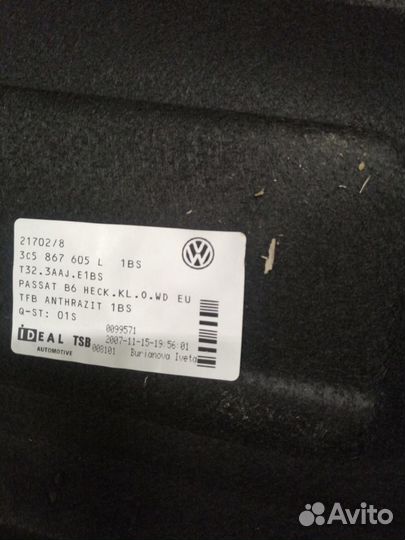 21702/8
3C5 867 605 L 1BS
T32.3AAJ.E1BS
PASSAT B6 HECK.KL.O.WD EU
TFB ANTHRAZIT 1BS
Q-ST: 01S
0099571
iDEAL TSB 2007-11-15-19:56:01
AUTOMOTIVE 008101 Burianova Iveta
Avito